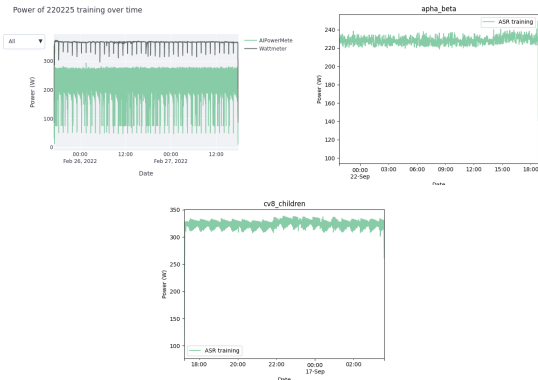 Power of 220225 training over time
All ▼
AIPowerMete
Wattmeter
300
200
100
0
Power (W)
00:00
Feb 26, 2022
12:00
00:00
Feb 27, 2022
12:00
Date
apha_beta
ASR training
240
220
200
180
160
140
120
100
Power (W)
00:00
22-Sep
03:00
06:00
09:00
12:00
15:00
18:00
Date
cv8_children
350
300
250
200
150
100
Power (W)
ASR training
18:00
20:00
22:00
00:00
17-Sep
02:00
Date